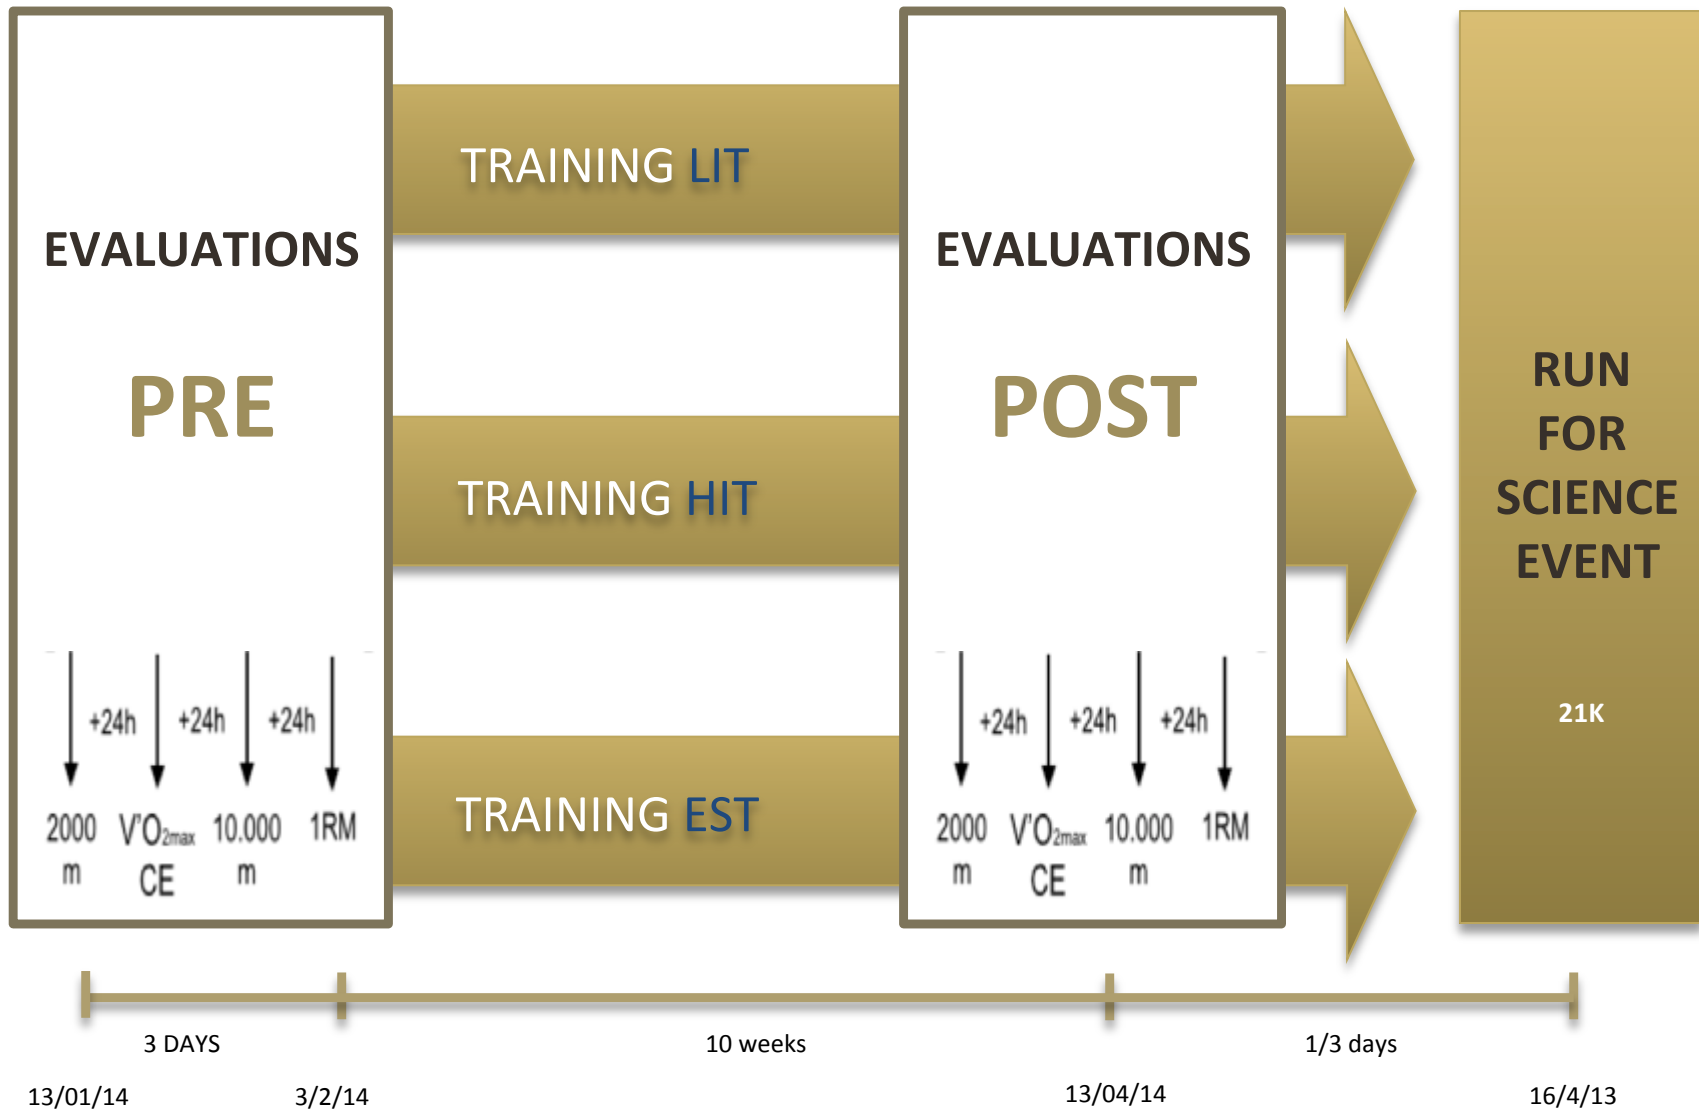 EVALUATIONS
PRE
+24h +24h +24h
2000 V'O2max 10.000 1RM
m CE m
TRAINING LIT
TRAINING HIT
TRAINING EST
EVALUATIONS
POST
+24h +24h +24h
2000 V'O2max 10.000 1RM
m CE m
RUN
FOR
SCIENCE
EVENT
21K
3 DAYS 10 weeks 1/3 days
13/01/14 3/2/14 13/04/14 16/4/13